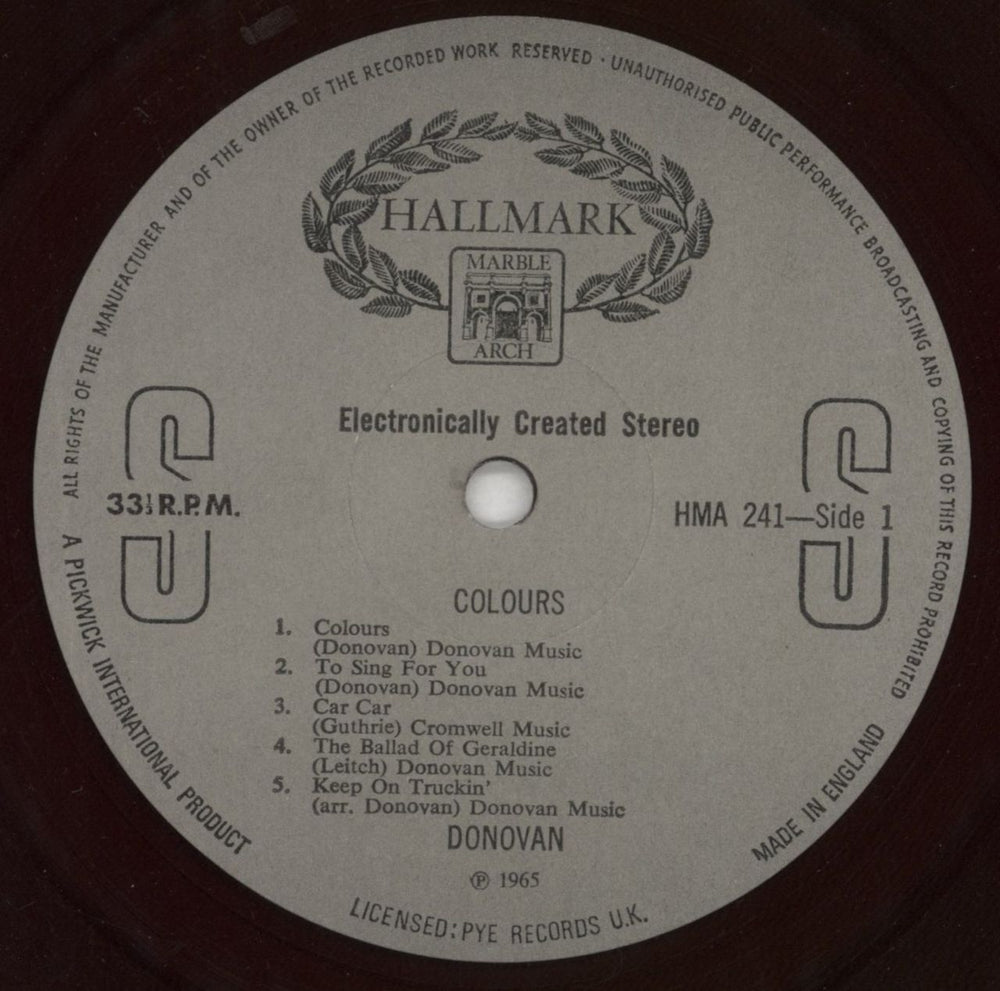 ALL RIGHTS OF THE MANUFACTURER AND OF THE OWNER OF THE RECORDED WORK RESERVED · UNAUTHORISED PUBLIC PERFORMANCE BROADCASTING AND COPYING OF THIS RECORD PROHIBITED
HALLMARK
MARBLE
ARCH
Electronically Created Stereo
S
33⅓ R.P.M.
S
HMA 241—Side 1
COLOURS
1. Colours
(Donovan) Donovan Music
2. To Sing For You
(Donovan) Donovan Music
3. Car Car
(Guthrie) Cromwell Music
4. The Ballad Of Geraldine
(Leitch) Donovan Music
5. Keep On Truckin'
(arr. Donovan) Donovan Music
DONOVAN
℗ 1965
A PICKWICK INTERNATIONAL PRODUCT
LICENSED: PYE RECORDS U.K.
MADE IN ENGLAND